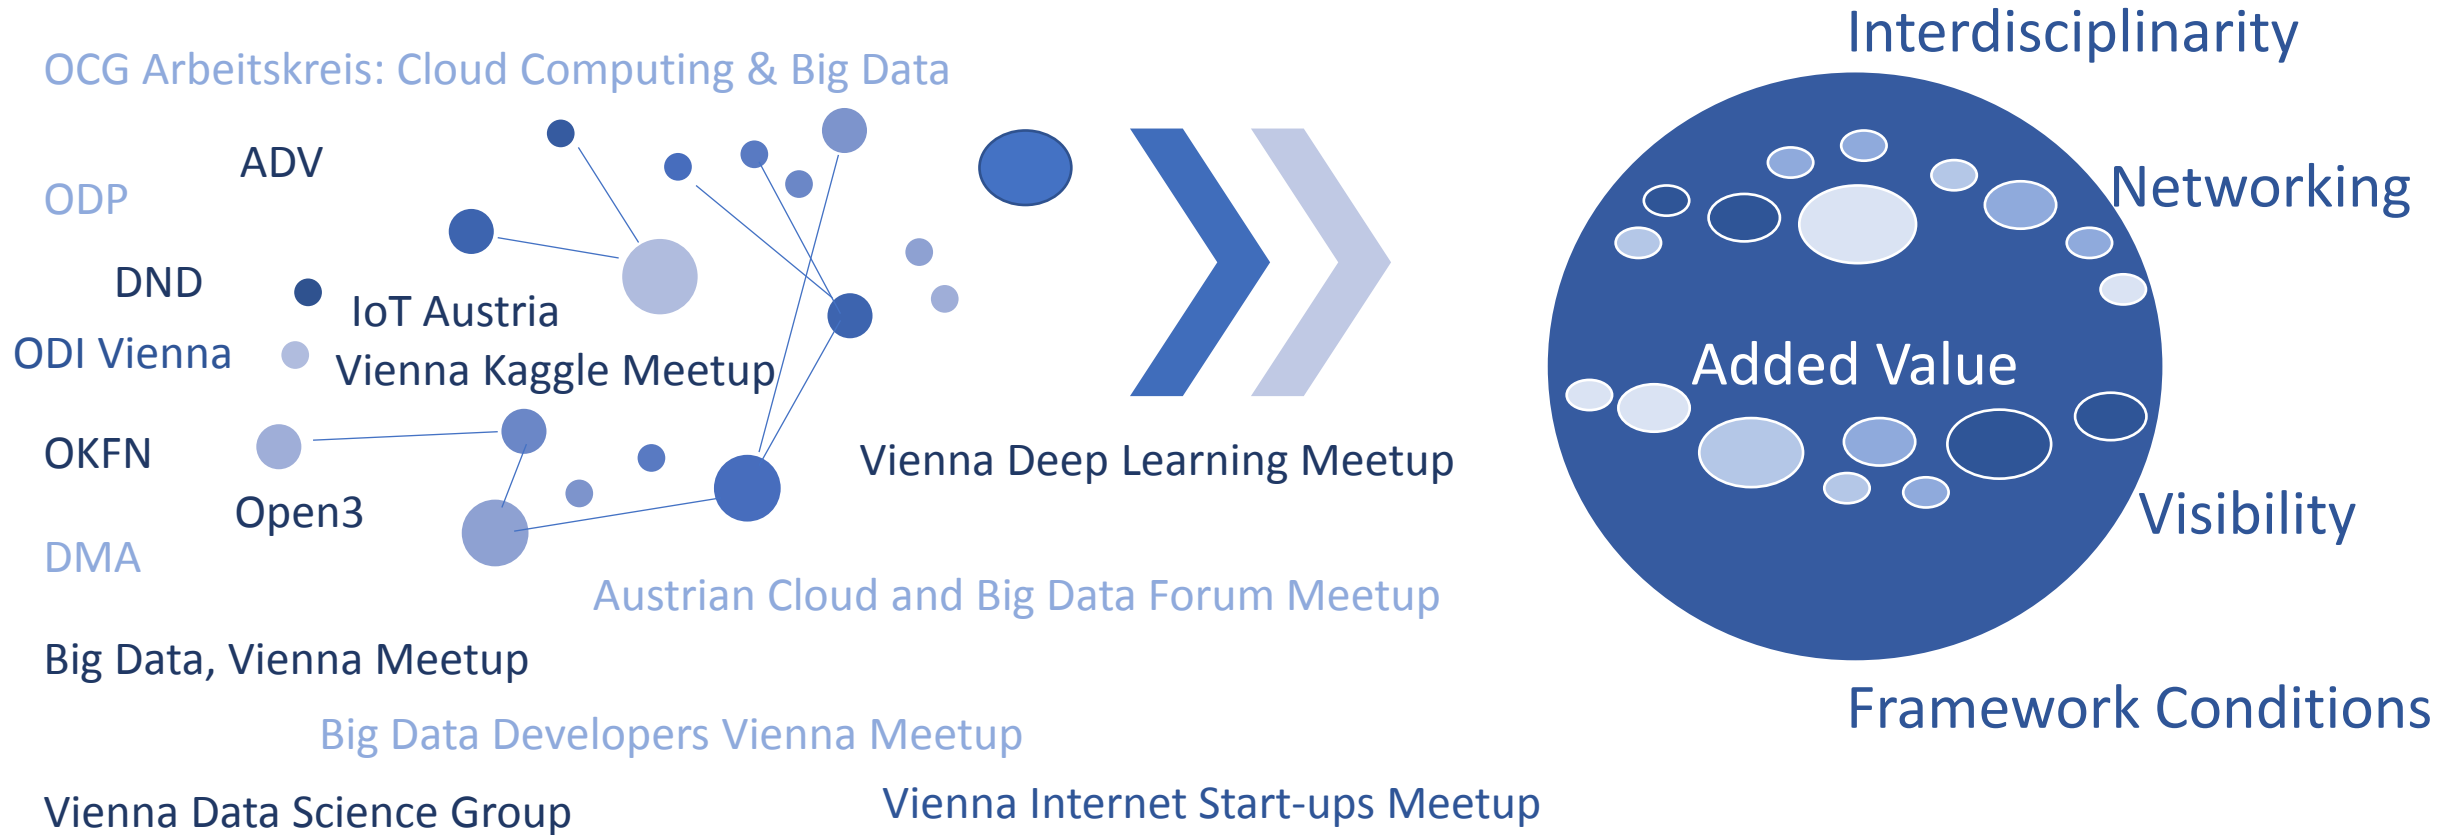 OCG Arbeitskreis: Cloud Computing & Big Data
ADV
ODP
DND
IoT Austria
ODI Vienna
Vienna Kaggle Meetup
OKFN
Vienna Deep Learning Meetup
Open3
DMA
Austrian Cloud and Big Data Forum Meetup
Big Data, Vienna Meetup
Big Data Developers Vienna Meetup
Vienna Data Science Group
Vienna Internet Start-ups Meetup
Interdisciplinarity
Networking
Added Value
Visibility
Framework Conditions